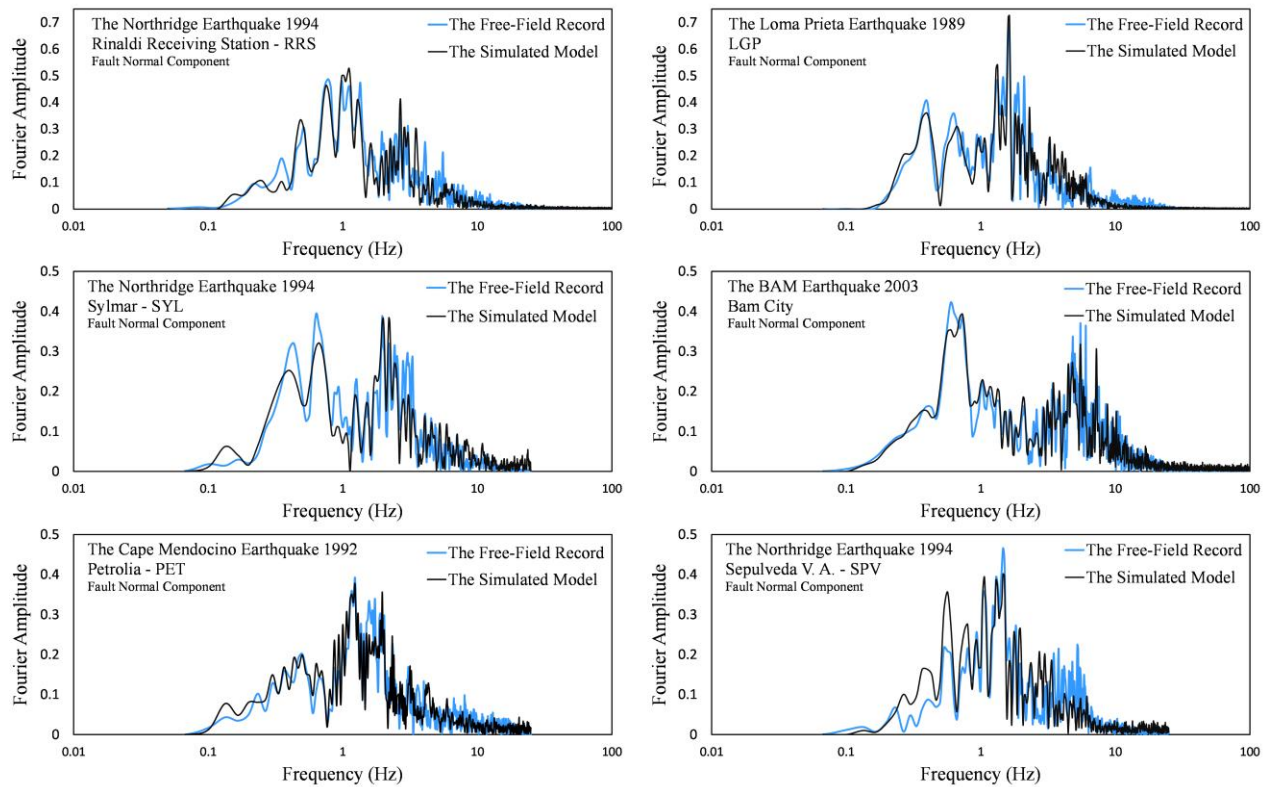 The Northridge Earthquake 1994
Rinaldi Receiving Station - RRS
Fault Normal Component
The Free-Field Record
The Simulated Model
Fourier Amplitude
0.7
0.6
0.5
0.4
0.3
0.2
0.1
0
0.01
0.1
1
10
100
Frequency (Hz)
The Loma Prieta Earthquake 1989
LGP
Fault Normal Component
The Free-Field Record
The Simulated Model
Fourier Amplitude
0.7
0.6
0.5
0.4
0.3
0.2
0.1
0
0.01
0.1
1
10
100
Frequency (Hz)
The Northridge Earthquake 1994
Sylmar - SYL
Fault Normal Component
The Free-Field Record
The Simulated Model
Fourier Amplitude
0.5
0.4
0.3
0.2
0.1
0
0.01
0.1
1
10
100
Frequency (Hz)
The BAM Earthquake 2003
Bam City
Fault Normal Component
The Free-Field Record
The Simulated Model
Fourier Amplitude
0.5
0.4
0.3
0.2
0.1
0
0.01
0.1
1
10
100
Frequency (Hz)
The Cape Mendocino Earthquake 1992
Petrolia - PET
Fault Normal Component
The Free-Field Record
The Simulated Model
Fourier Amplitude
0.5
0.4
0.3
0.2
0.1
0
0.01
0.1
1
10
100
Frequency (Hz)
The Northridge Earthquake 1994
Sepulveda V. A. - SPV
Fault Normal Component
The Free-Field Record
The Simulated Model
Fourier Amplitude
0.5
0.4
0.3
0.2
0.1
0
0.01
0.1
1
10
100
Frequency (Hz)